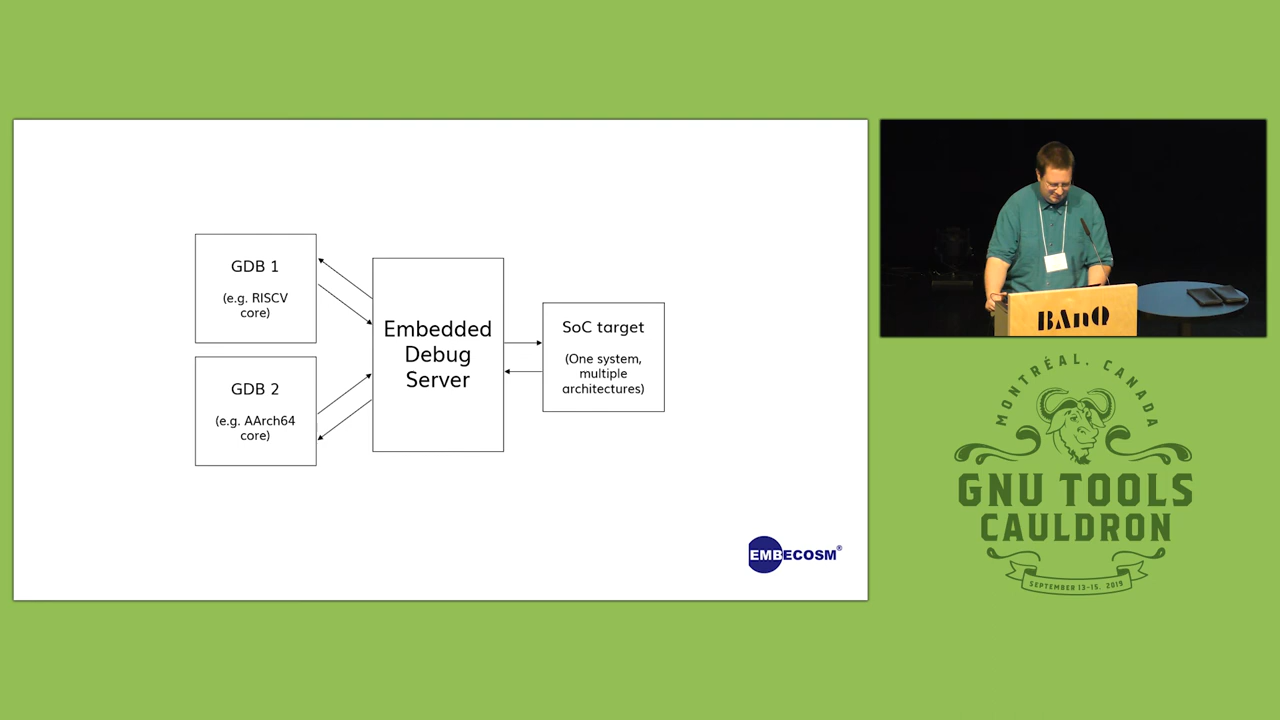 GDB 1
(e.g. RISCV
core)
GDB 2
(e.g. AArch64
core)
Embedded
Debug
Server
SoC target
(One system,
multiple
architectures)
EMBECOSM®
BAnQ
MONTRÉAL. CANADA
GNU TOOLS
CAULDRON
SEPTEMBER 13-15, 2019